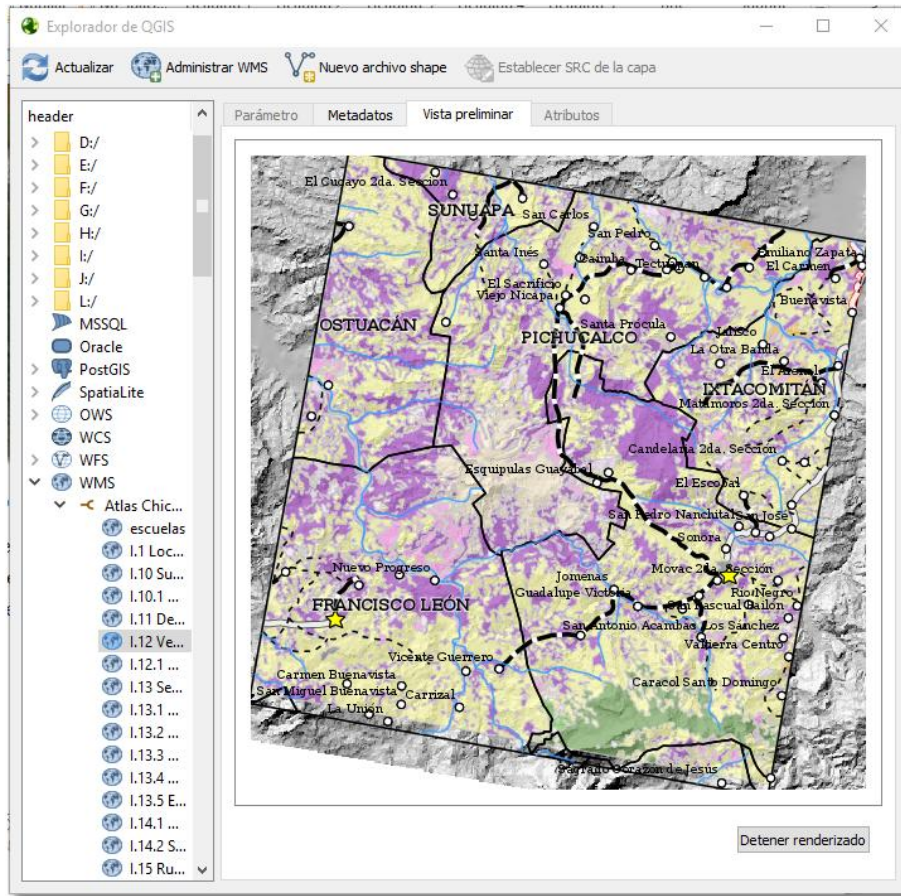 Explorador de QGIS
Actualizar
Administrar WMS
Nuevo archivo shape
Establecer SRC de la capa
header
D:/
E:/
F:/
G:/
H:/
I:/
J:/
L:/
MSSQL
Oracle
PostGIS
SpatiaLite
OWS
WCS
WFS
WMS
Atlas Chic...
escuelas
I.1 Loc...
I.10 Su...
I.10.1 ...
I.11 De...
I.12 Ve...
I.12.1 ...
I.13 Se...
I.13.1 ...
I.13.2 ...
I.13.3 ...
I.13.4 ...
I.13.5 E...
I.14.1 ...
I.14.2 S...
I.15 Ru...
Parámetro
Metadatos
Vista preliminar
Atributos
El Guayo 2da. Sección
SUNUAPA
San Carlos
San Pedro
Santa Inés
Caimba
Tectuapan
Emiliano Zapata
El Carmen
El Sacrificio
Viejo Nicapa
Buenavista
OSTUACÁN
Santa Prócula
PICHUCALCO
Jalisco
La Otra Banda
El Arenal
IXTACOMITÁN
Matamoros 2da. Sección
Candelaria 2da. Sección
Esquipulas Guayabal
El Escobal
San Pedro Nanchital
San José
Sonora
Nuevo Progreso
Jomenas
Movac 2da. Sección
Guadalupe Victoria
Río Negro
FRANCISCO LEÓN
San Pascual Bailón
San Antonio Acambac
Los Sánchez
Valtierra Centro
Vicente Guerrero
Carmen Buenavista
San Miguel Buenavista
Carrizal
Caracol Santo Domingo
La Unión
Sagrado Corazón de Jesús
Detener renderizado